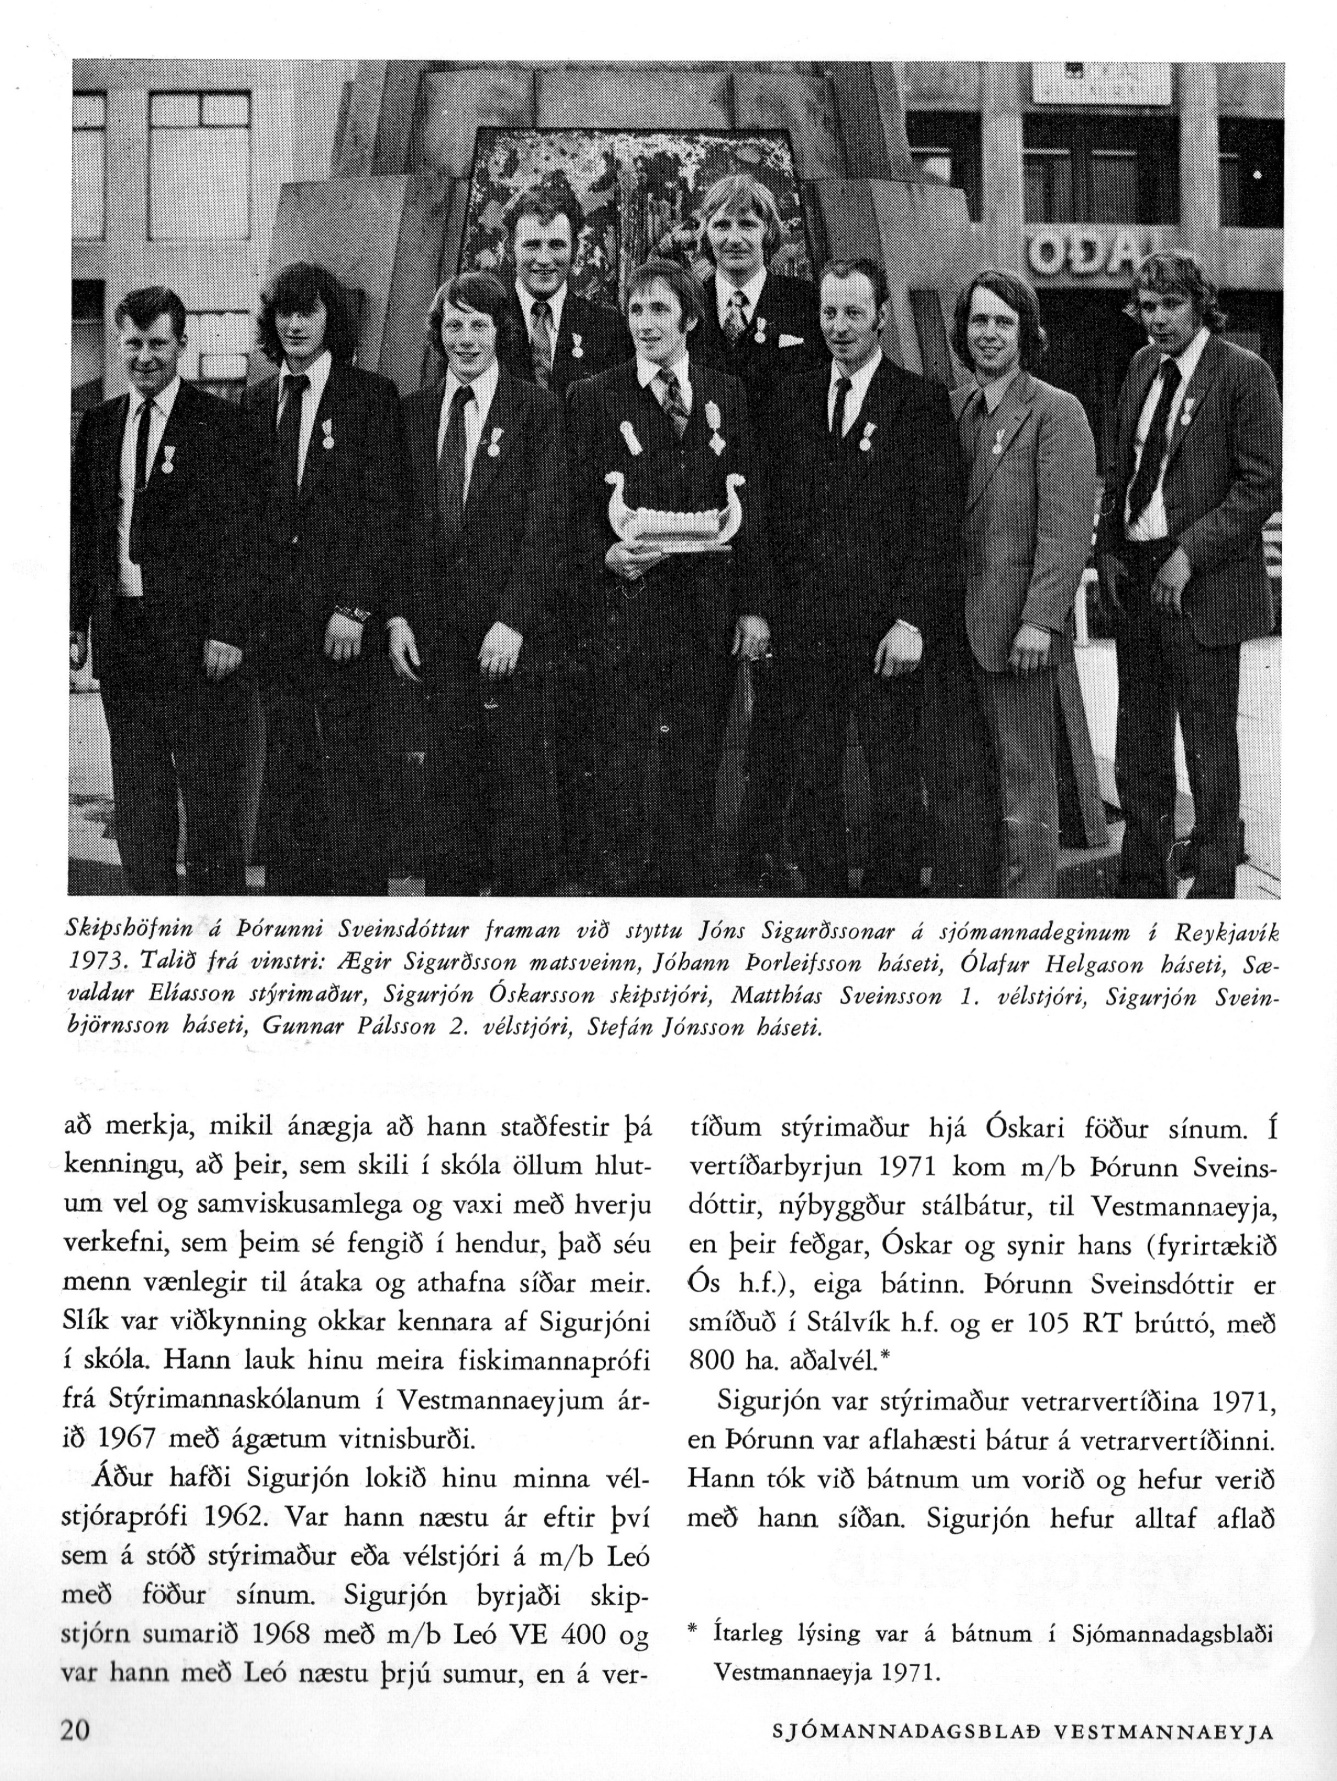 ODA
Skipshöfnin á Þórunni Sveinsdóttur framan við styttu Jóns Sigurðssonar á sjómannadeginum í Reykjavík
1973. Talið frá vinstri: Ægir Sigurðsson matsveinn, Jóhann Þorleifsson háseti, Ólafur Helgason háseti, Sæ-
valdur Elíasson stýrimaður, Sigurjón Óskarsson skipstjóri, Matthías Sveinsson 1. vélstjóri, Sigurjón Svein-
björnsson háseti, Gunnar Pálsson 2. vélstjóri, Stefán Jónsson háseti.
að merkja, mikil ánægja að hann staðfestir þá
kenningu, að þeir, sem skili í skóla öllum hlut-
um vel og samviskusamlega og vaxi með hverju
verkefni, sem þeim sé fengið í hendur, það séu
menn vænlegir til átaka og athafna síðar meir.
Slík var viðkynning okkar kennara af Sigurjóni
í skóla. Hann lauk hinu meira fiskimannaprófi
frá Stýrimannaskólanum í Vestmannaeyjum ár-
ið 1967 með ágætum vitnisburði.
Áður hafði Sigurjón lokið hinu minna vél-
stjóraprófi 1962. Var hann næstu ár eftir því
sem á stóð stýrimaður eða vélstjóri á m/b Leó
með föður sínum. Sigurjón byrjaði skip-
stjórn sumarið 1968 með m/b Leó VE 400 og
var hann með Leó næstu þrjú sumur, en á ver-
tíðum stýrimaður hjá Óskari föður sínum. Í
vertíðarbyrjun 1971 kom m/b Þórunn Sveins-
dóttir, nýbyggður stálbátur, til Vestmannaeyja,
en þeir feðgar, Óskar og synir hans (fyrirtækið
Ós h.f.), eiga bátinn. Þórunn Sveinsdóttir er
smíðuð í Stálvík h.f. og er 105 RT brúttó, með
800 ha. aðalvél.*
Sigurjón var stýrimaður vetrarvertíðina 1971,
en Þórunn var aflahæsti bátur á vetrarvertíðinni.
Hann tók við bátnum um vorið og hefur verið
með hann síðan. Sigurjón hefur alltaf aflað
* Ítarleg lýsing var á bátnum í Sjómannadagsblaði
Vestmannaeyja 1971.
20
SJÓMANNADAGSBLAÐ VESTMANNAEYJA